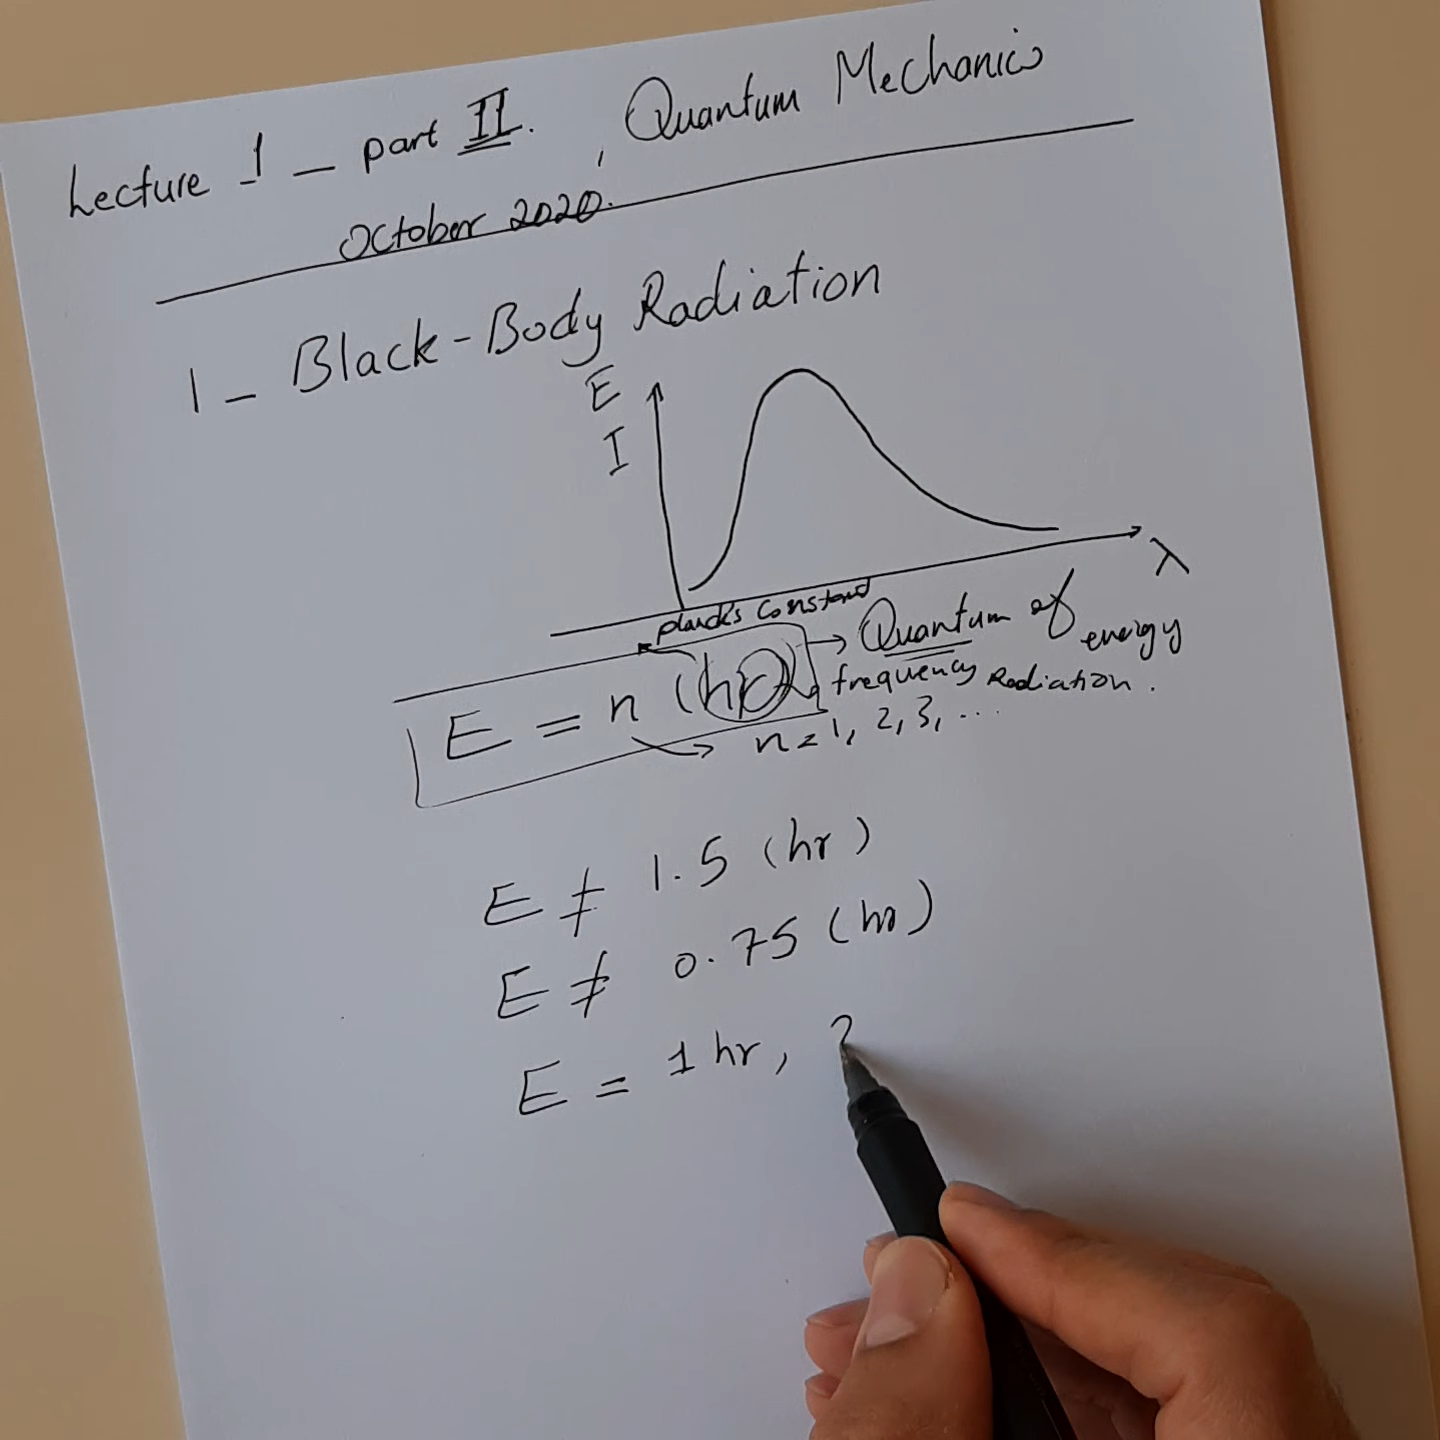 Lecture 1 - part II. , Quantum Mechanics
October 2020.
1 - Black-Body Radiation
E
I
λ
planck's constant
Quantum of energy
E = n (hν)
frequency Radiation.
n = 1, 2, 3, ...
E ≠ 1.5 (hν)
E ≠ 0.75 (hν)
E = 1 hν, 2